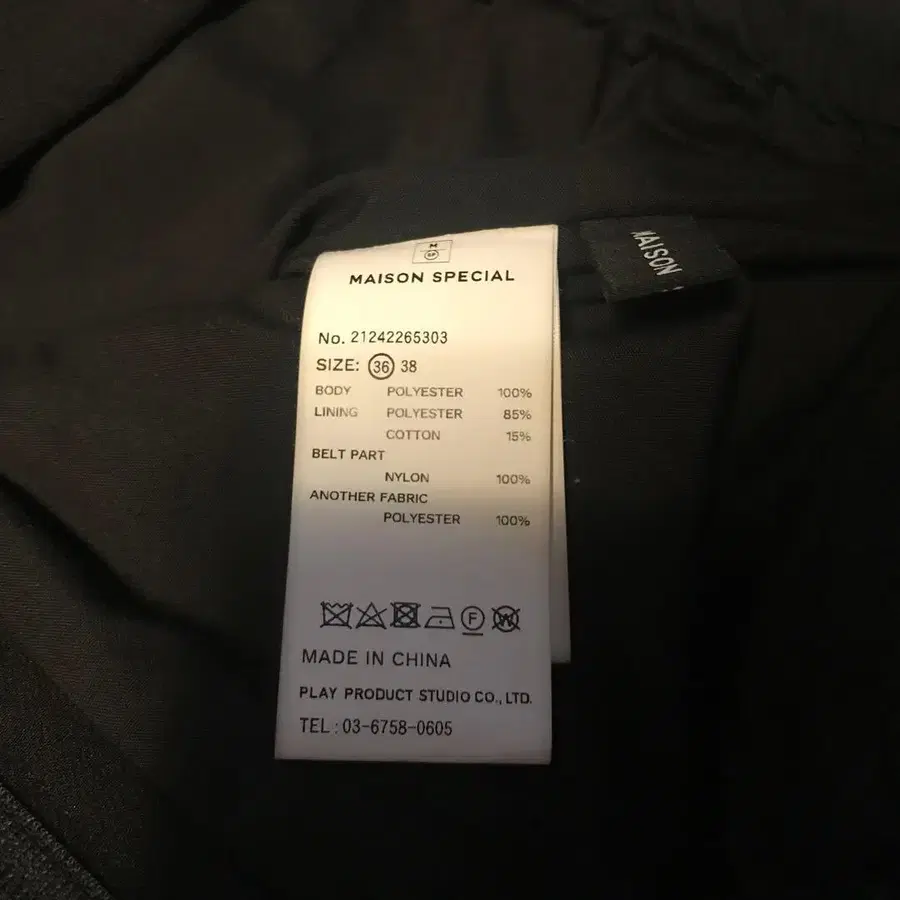 M
SP
MAISON SPECIAL
MAISON
No. 21242265303
SIZE: 36 38
BODY POLYESTER 100%
LINING POLYESTER 85%
COTTON 15%
BELT PART
NYLON 100%
ANOTHER FABRIC
POLYESTER 100%
F
W
MADE IN CHINA
PLAY PRODUCT STUDIO CO., LTD.
TEL : 03-6758-0605